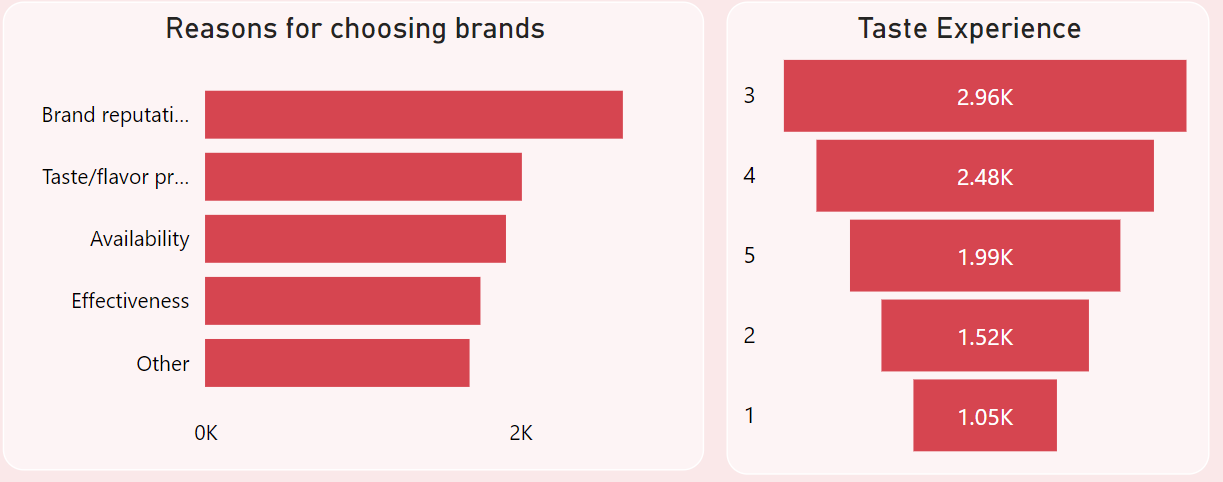 Reasons for choosing brands
Brand reputati...
Taste/flavor pr...
Availability
Effectiveness
Other
0K
2K
Taste Experience
3
2.96K
4
2.48K
5
1.99K
2
1.52K
1
1.05K